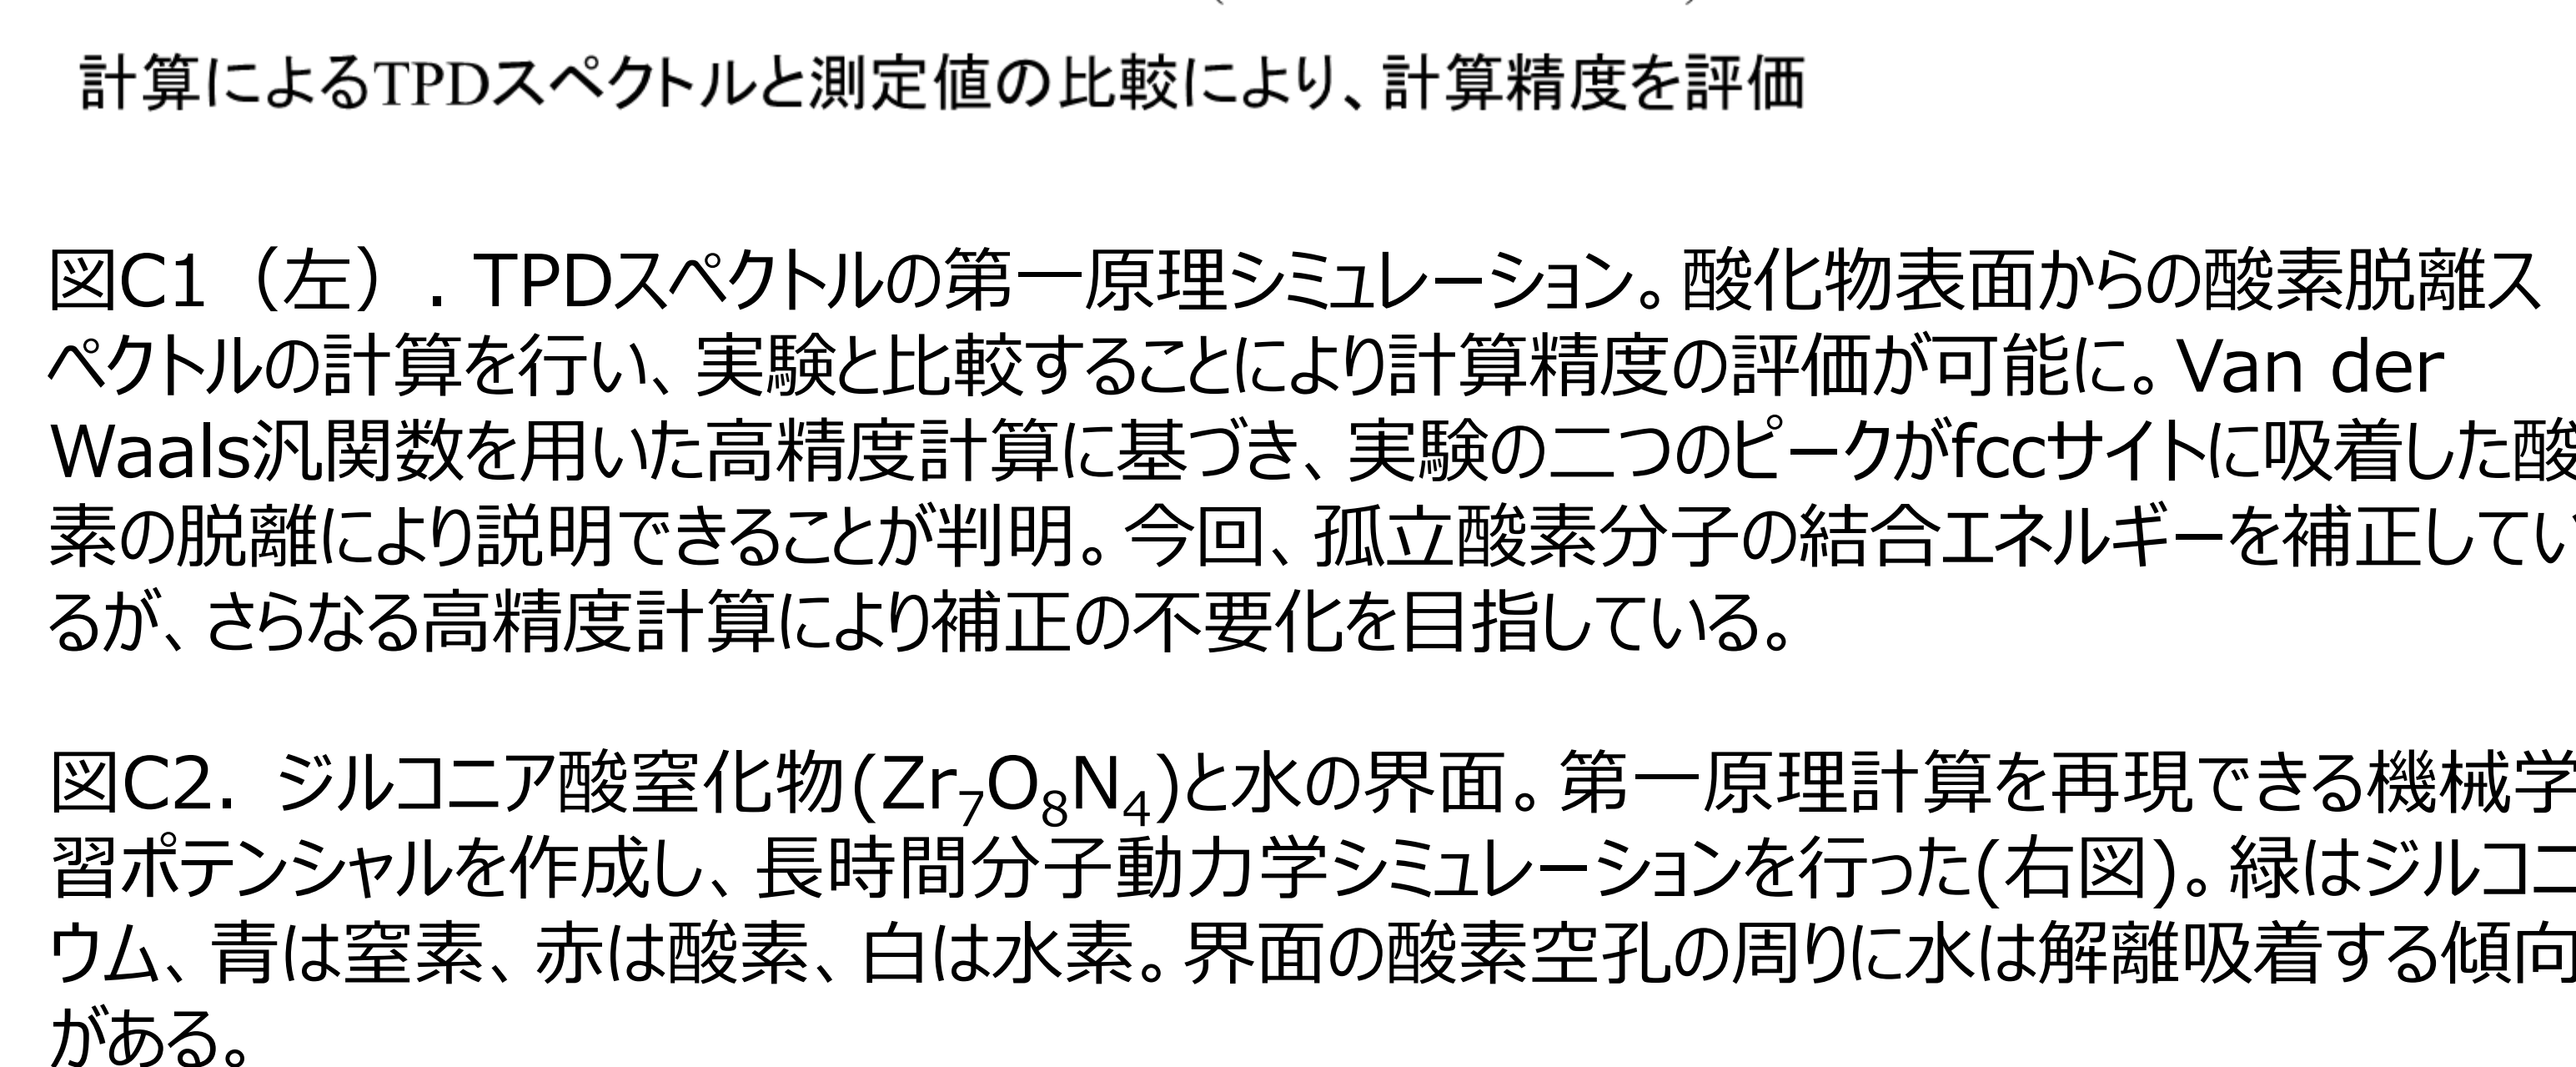 計算によるTPDスペクトルと測定値の比較により、計算精度を評価
図C1（左）. TPDスペクトルの第一原理シミュレーション。酸化物表面からの酸素脱離ス
ペクトルの計算を行い、実験と比較することにより計算精度の評価が可能に。Van der
Waals汎関数を用いた高精度計算に基づき、実験の二つのピークがfccサイトに吸着した酸
素の脱離により説明できることが判明。今回、孤立酸素分子の結合エネルギーを補正してい
るが、さらなる高精度計算により補正の不要化を目指している。
図C2. ジルコニア酸窒化物(Zr₇O₈N₄)と水の界面。第一原理計算を再現できる機械学
習ポテンシャルを作成し、長時間分子動力学シミュレーションを行った(右図)。緑はジルコニ
ウム、青は窒素、赤は酸素、白は水素。界面の酸素空孔の周りに水は解離吸着する傾向
がある。